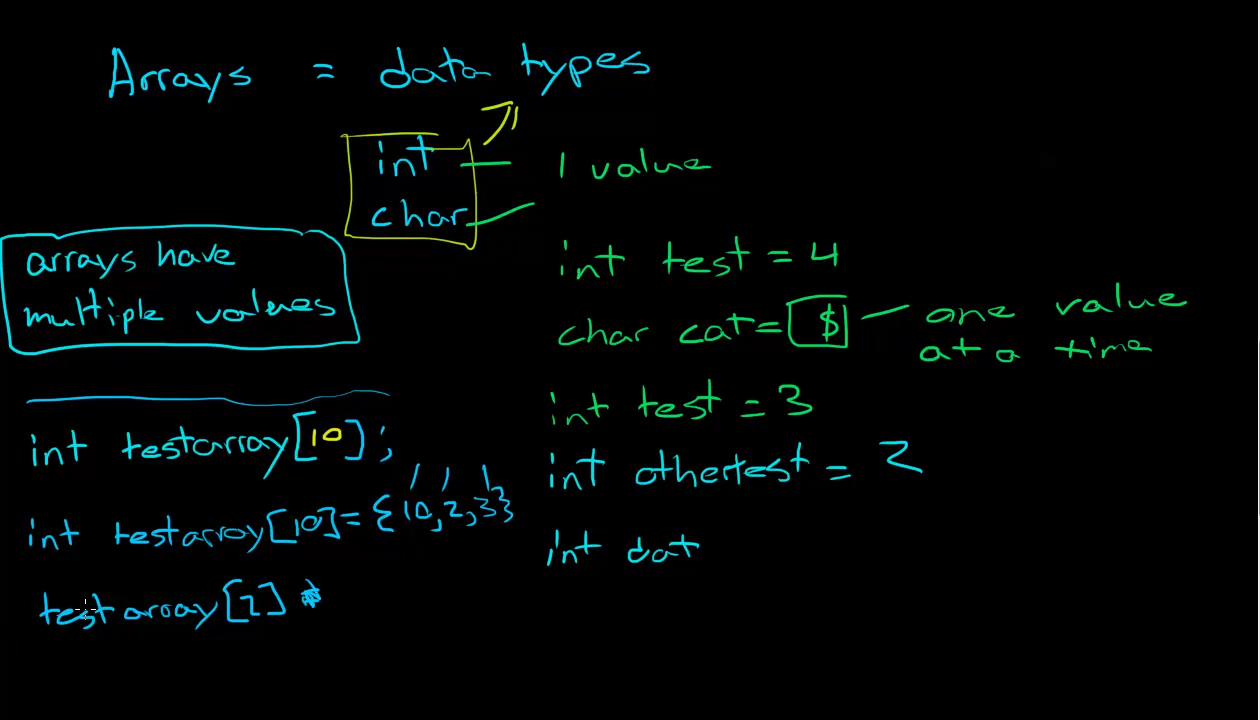 Arrays = data types
int
char
1 value
arrays have
multiple values
int test = 4
char cat = $
one value
at a time
int test = 3
int othertest = 2
int dat
int testarray[10];
int testarray[10] = {10, 2, 3}
testarray[2]